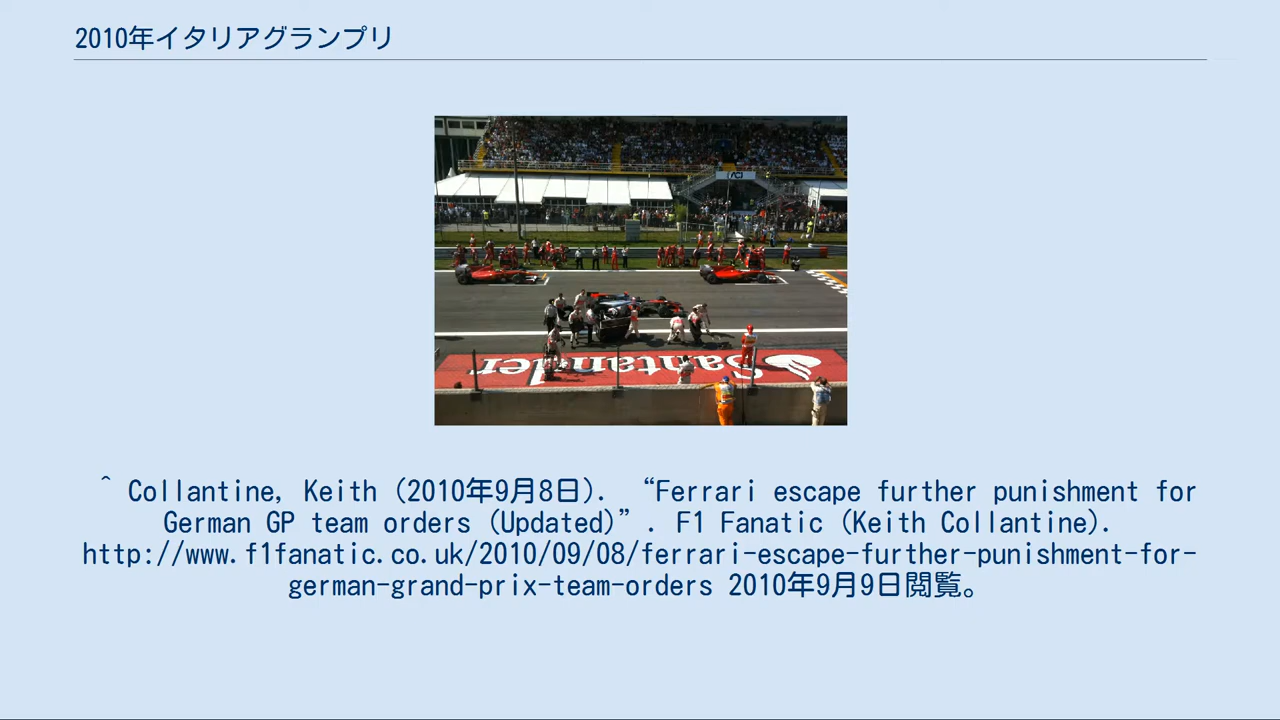 2010年イタリアグランプリ
ACI
Santander
^ Collantine, Keith (2010年9月8日). “Ferrari escape further punishment for
German GP team orders (Updated)”. F1 Fanatic (Keith Collantine).
http://www.f1fanatic.co.uk/2010/09/08/ferrari-escape-further-punishment-for-
german-grand-prix-team-orders 2010年9月9日閲覧。